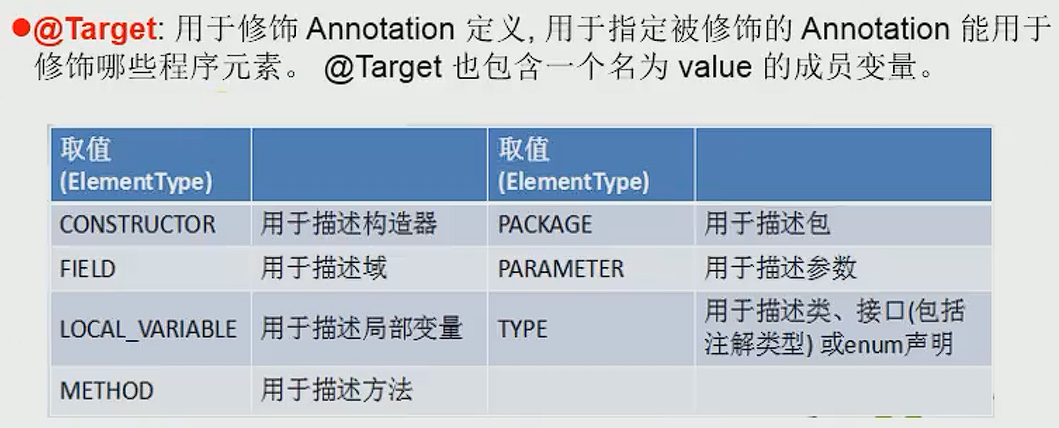 ●@Target: 用于修饰 Annotation 定义, 用于指定被修饰的 Annotation 能用于
修饰哪些程序元素。 @Target 也包含一个名为 value 的成员变量。
取值 取值
(ElementType) (ElementType)
CONSTRUCTOR 用于描述构造器 PACKAGE 用于描述包
FIELD 用于描述域 PARAMETER 用于描述参数
LOCAL_VARIABLE 用于描述局部变量 TYPE 用于描述类、接口(包括
注解类型) 或enum声明
METHOD 用于描述方法